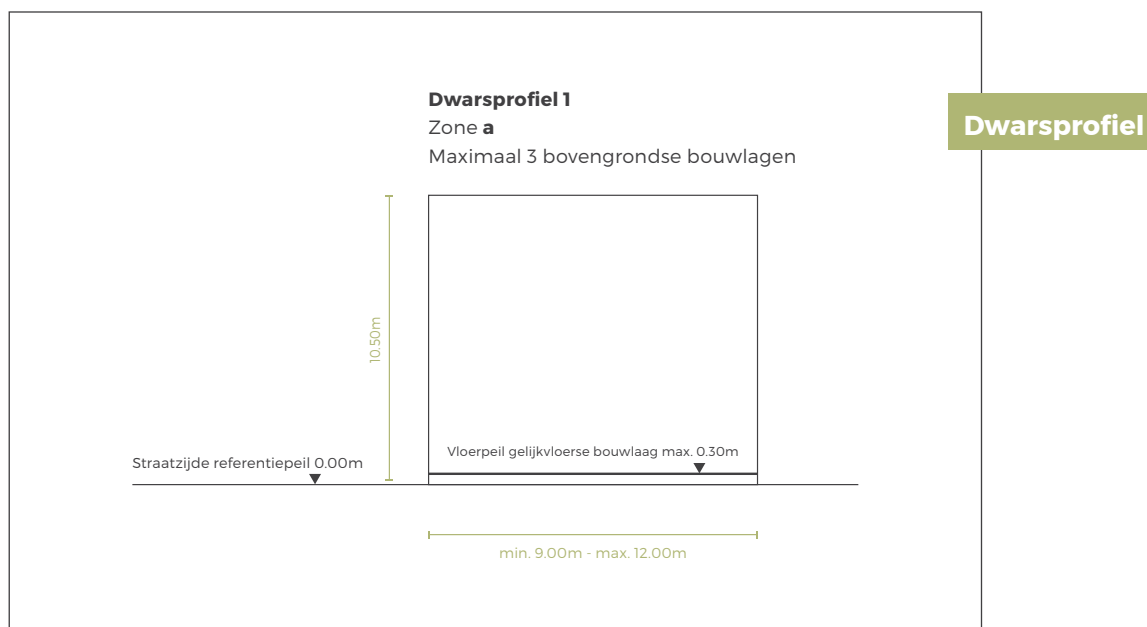 Dwarsprofiel 1
Zone a
Maximaal 3 bovengrondse bouwlagen
Dwarsprofiel
10.50m
Vloerpeil gelijkvloerse bouwlaag max. 0.30m
Straatzijde referentiepeil 0.00m
min. 9.00m - max. 12.00m